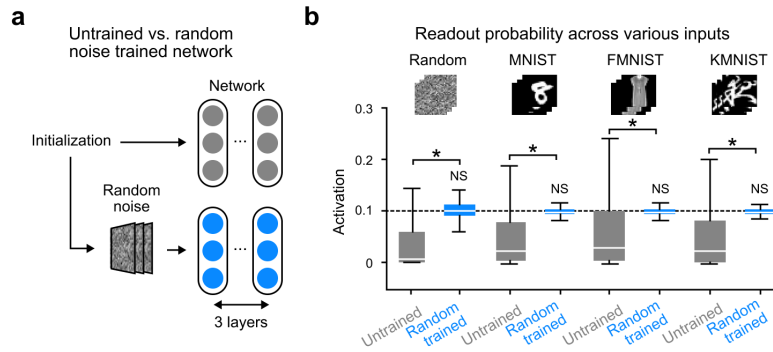 a
Untrained vs. random
noise trained network
Network
Initialization
...
...
Random
noise
3 layers
b
Readout probability across various inputs
Random
MNIST
FMNIST
KMNIST
Activation
0.3
0.2
0.1
0
*
*
*
*
NS
NS
NS
NS
Untrained
Random
trained
Untrained
Random
trained
Untrained
Random
trained
Untrained
Random
trained